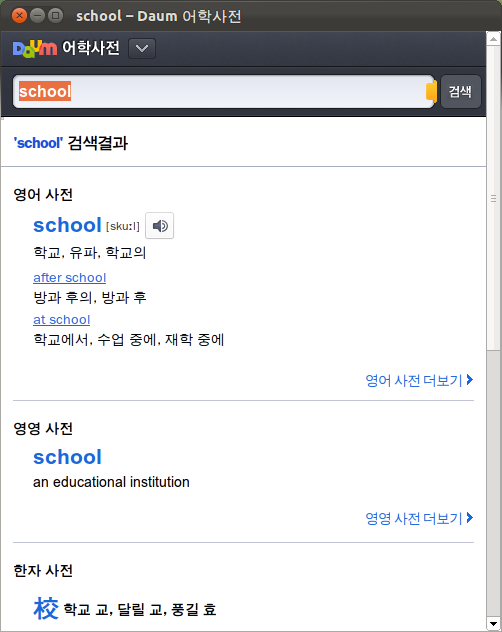 school – Daum 어학사전
Daum 어학사전
school
검색
'school' 검색결과
영어 사전
school [skuːl]
학교, 유파, 학교의
after school
방과 후의, 방과 후
at school
학교에서, 수업 중에, 재학 중에
영어 사전 더보기
영영 사전
school
an educational institution
영영 사전 더보기
한자 사전
校 학교 교, 달릴 교, 풍길 효